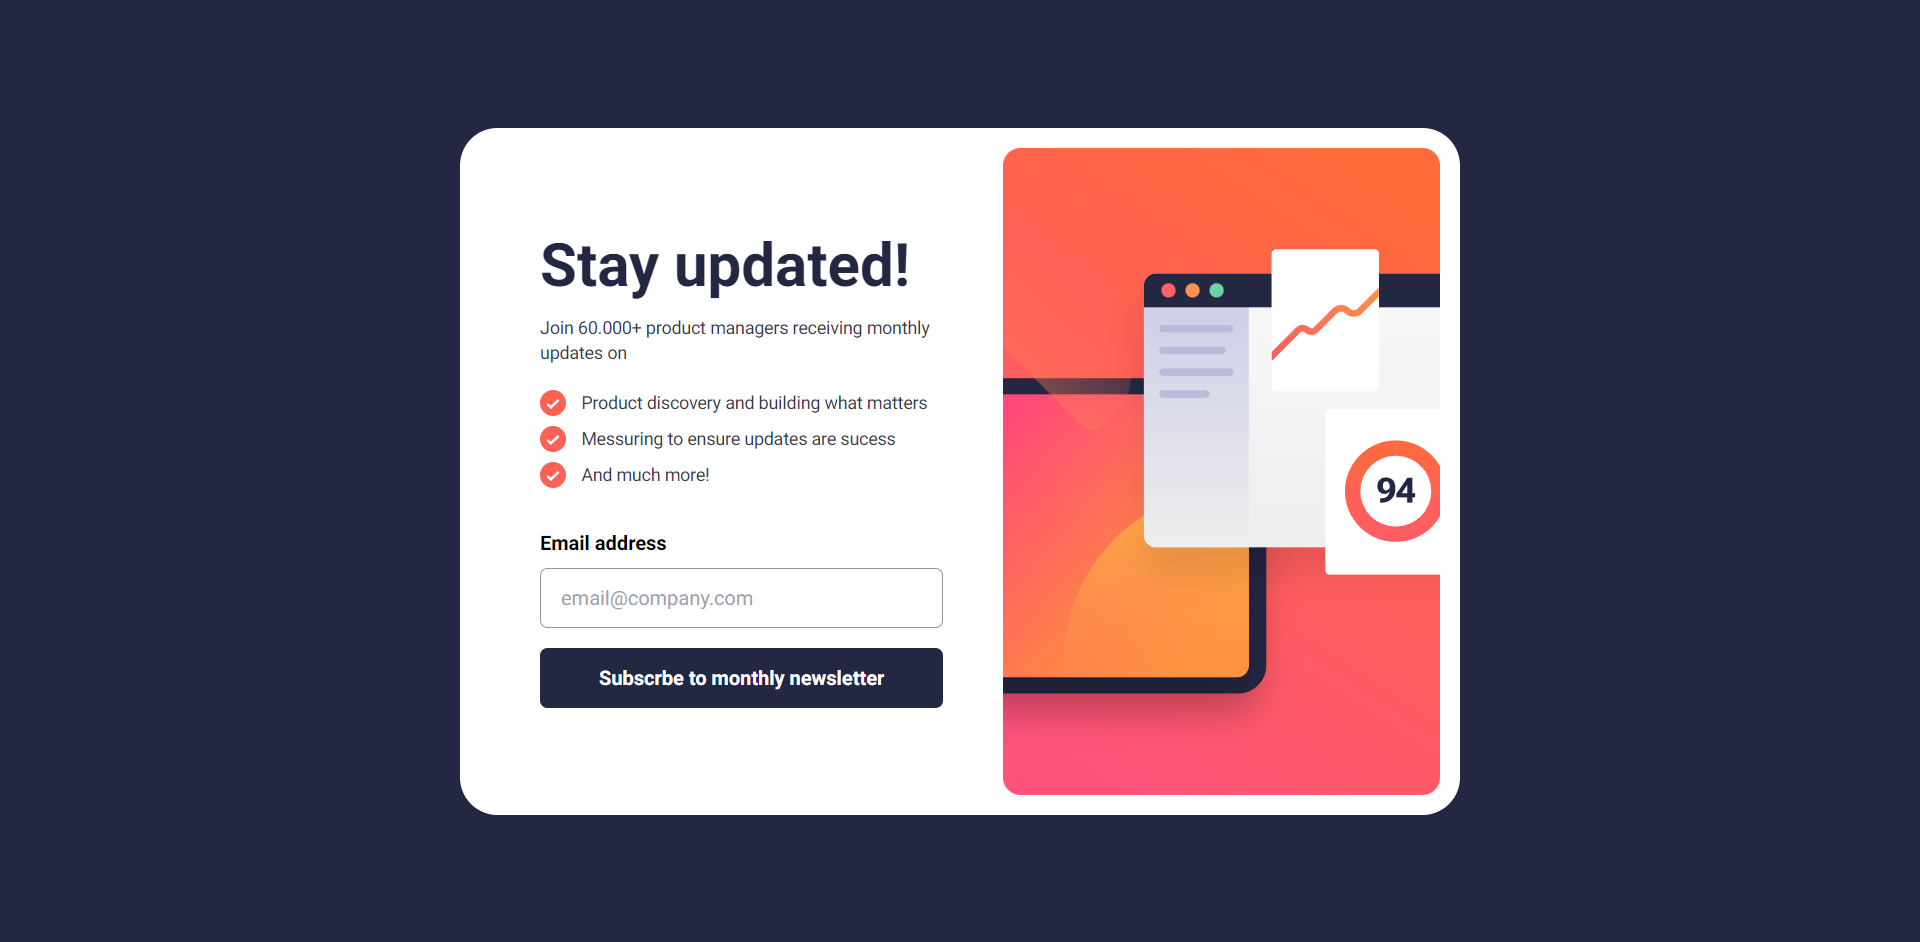 Stay updated!
Join 60.000+ product managers receiving monthly
updates on
Product discovery and building what matters
Messuring to ensure updates are sucess
And much more!
Email address
email@company.com
Subscrbe to monthly newsletter
94